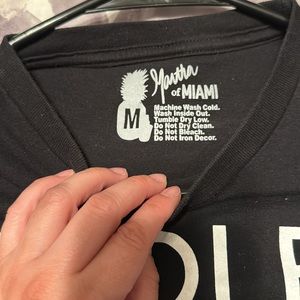 Martha
of MIAMI
M
Machine Wash Cold.
Wash Inside Out.
Tumble Dry Low.
Do Not Dry Clean.
Do Not Bleach.
Do Not Iron Decor.